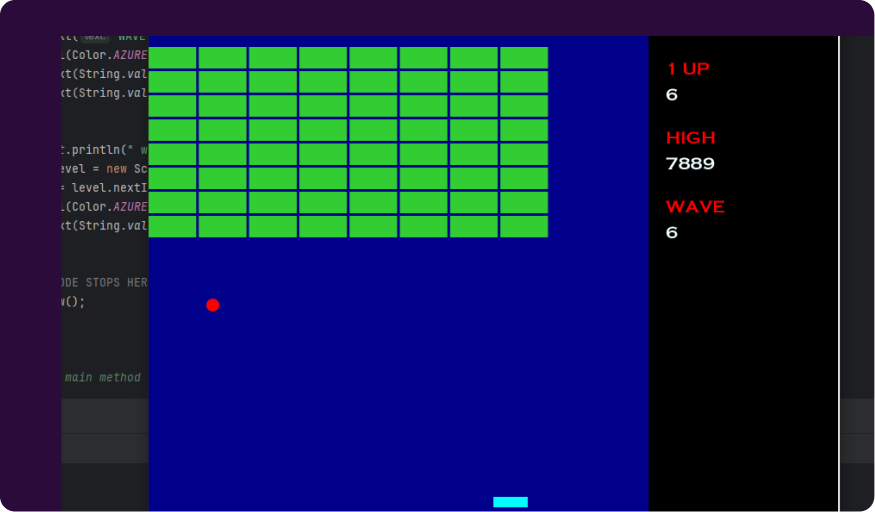 WAVE
(Color.AZURE
xt(String.val
xt(String.val
t.println(" w
evel = new Sc
= level.nextI
(Color.AZURE
xt(String.val
ODE STOPS HER
w();
main method
1 UP
6
HIGH
7889
WAVE
6